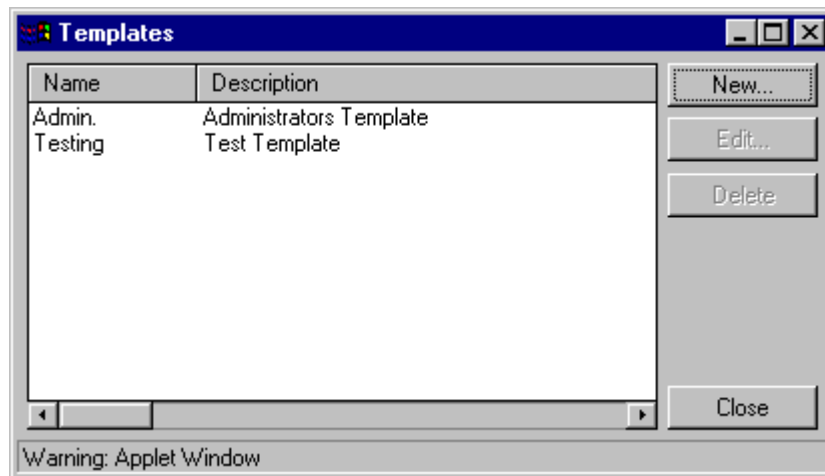 Templates
Name Description
Admin. Administrators Template
Testing Test Template
New...
Edit...
Delete
Close
Warning: Applet Window